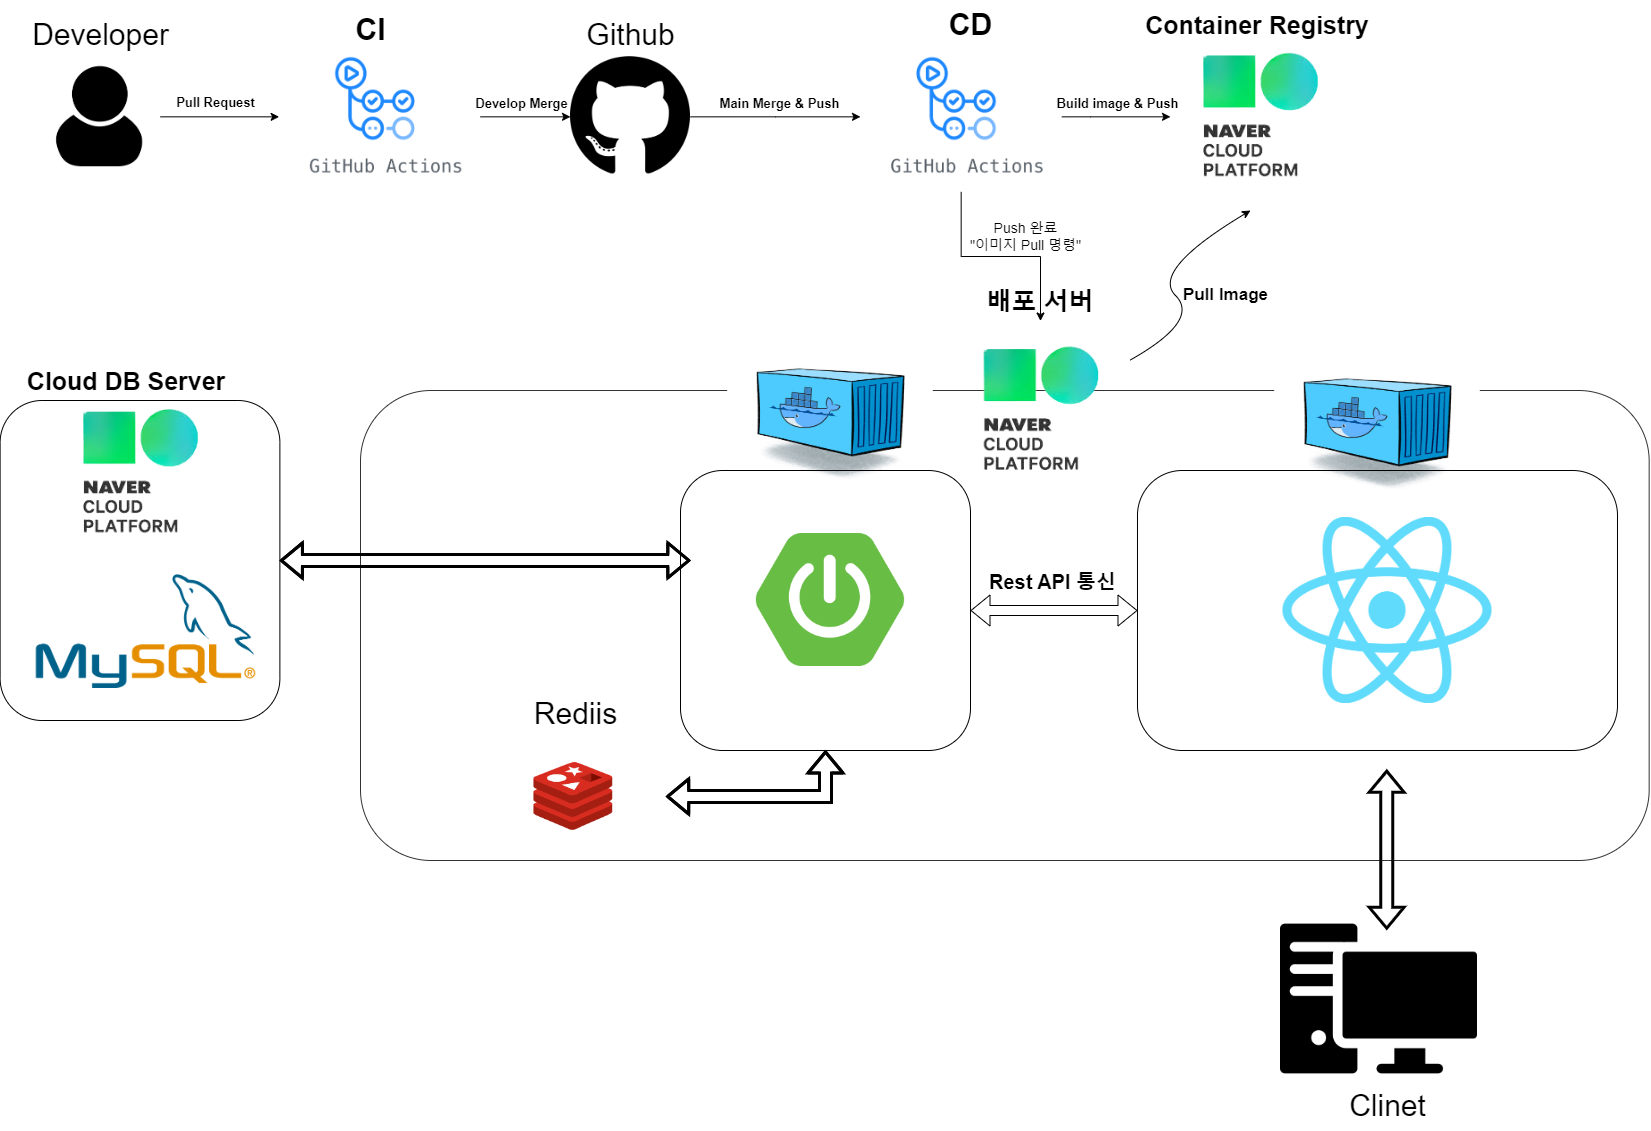 Developer
CI
Github
CD
Container Registry
Pull Request
Develop Merge
Main Merge & Push
Build image & Push
GitHub Actions
GitHub Actions
NAVER
CLOUD
PLATFORM
Push 완료
"이미지 Pull 명령"
배포 서버
Pull Image
Cloud DB Server
NAVER
CLOUD
PLATFORM
NAVER
CLOUD
PLATFORM
MySQL®
Rest API 통신
Rediis
Clinet